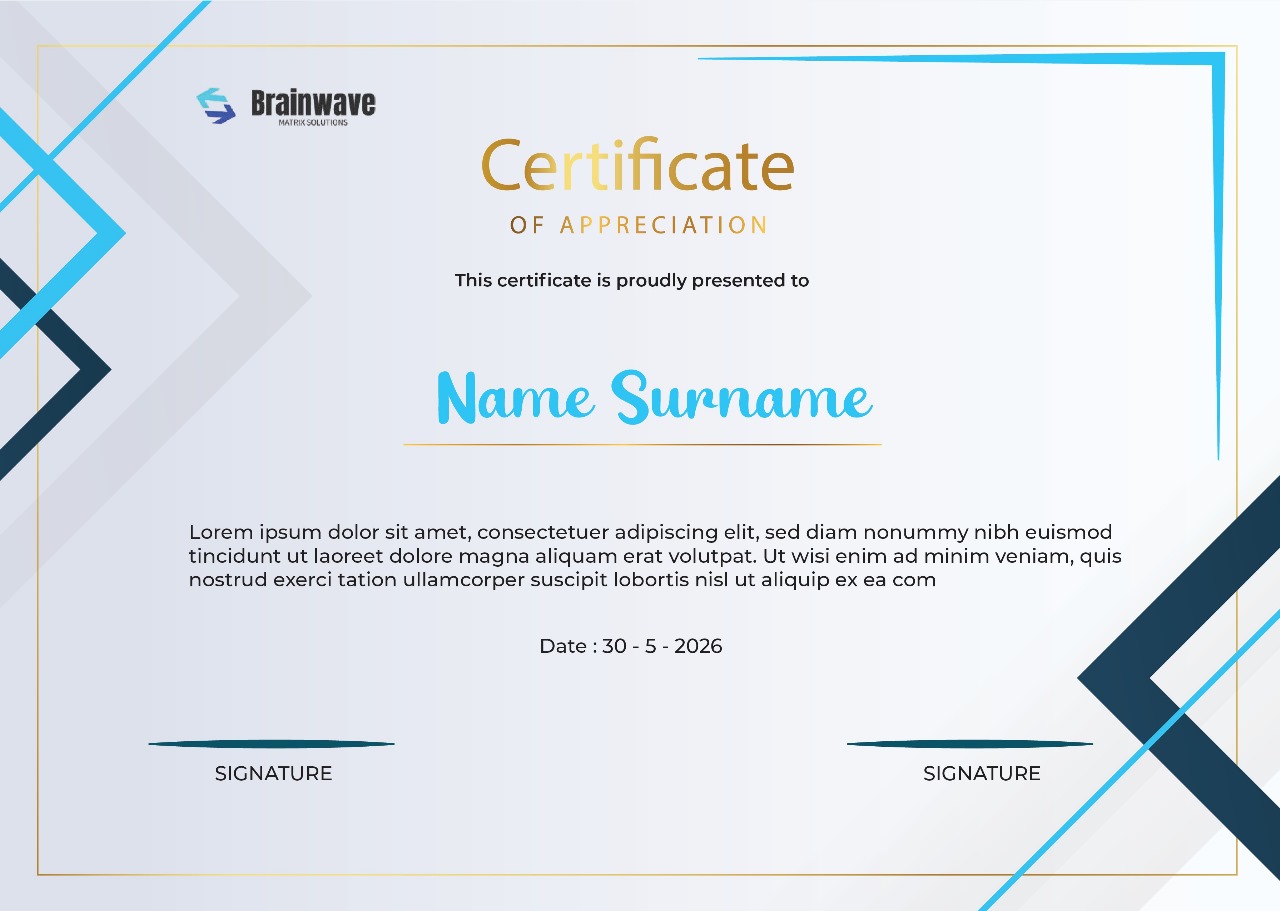 Brainwave
MATRIX SOLUTIONS
Certificate
OF APPRECIATION
This certificate is proudly presented to
Name Surname
Lorem ipsum dolor sit amet, consectetuer adipiscing elit, sed diam nonummy nibh euismod
tincidunt ut laoreet dolore magna aliquam erat volutpat. Ut wisi enim ad minim veniam, quis
nostrud exerci tation ullamcorper suscipit lobortis nisl ut aliquip ex ea com
Date : 30 - 5 - 2026
SIGNATURE
SIGNATURE